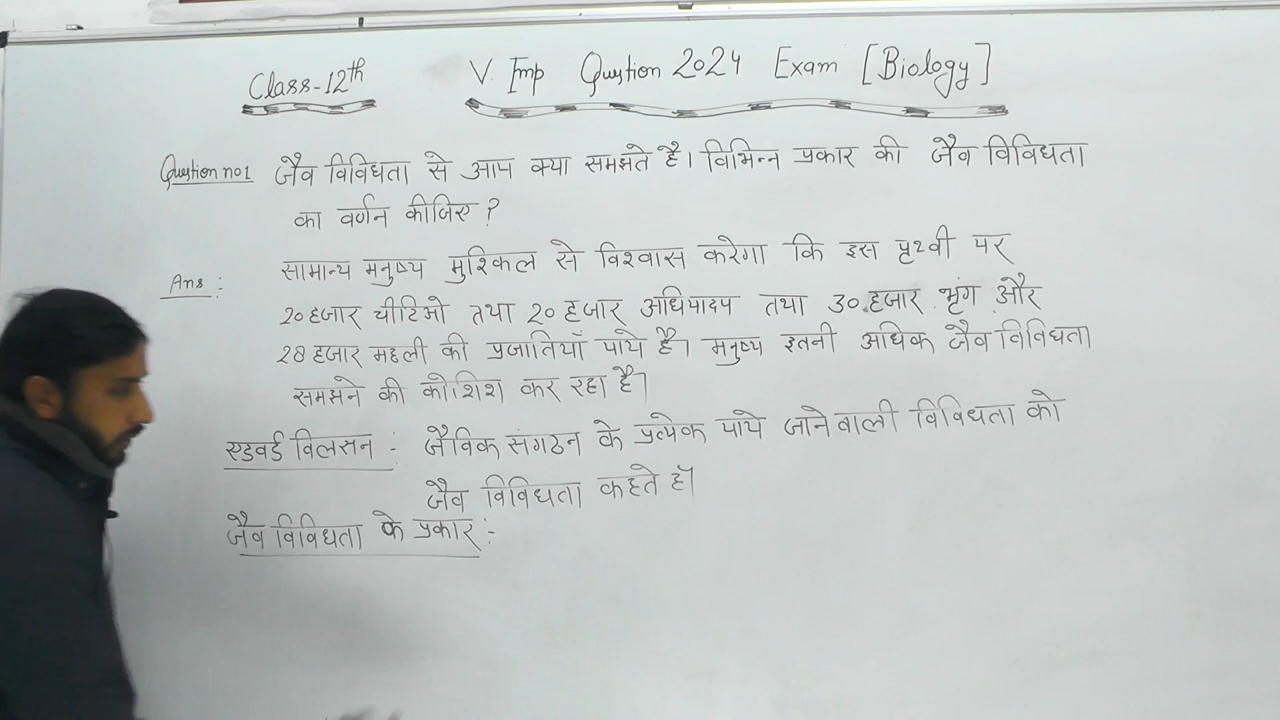 Class-12th V. Imp Question 2024 Exam [Biology]
Question no 1 जैव विविधता से आप क्या समझते है। विभिन्न प्रकार की जैव विविधता
का वर्णन कीजिए ?
Ans : सामान्य मनुष्य मुश्किल से विश्वास करेगा कि इस पृथ्वी पर
20 हजार चीटिओ तथा 20 हजार अधिपादप तथा 30 हजार भृंग और
28 हजार मछली की प्रजातियाँ पाये है। मनुष्य इतनी अधिक जैव विविधता
समझने की कोशिश कर रहा है।
एडवर्ड विलसन :- जैविक संगठन के प्रत्येक पाये जाने वाली विविधता को
जैव विविधता कहते हैं।
जैव विविधता के प्रकार :-